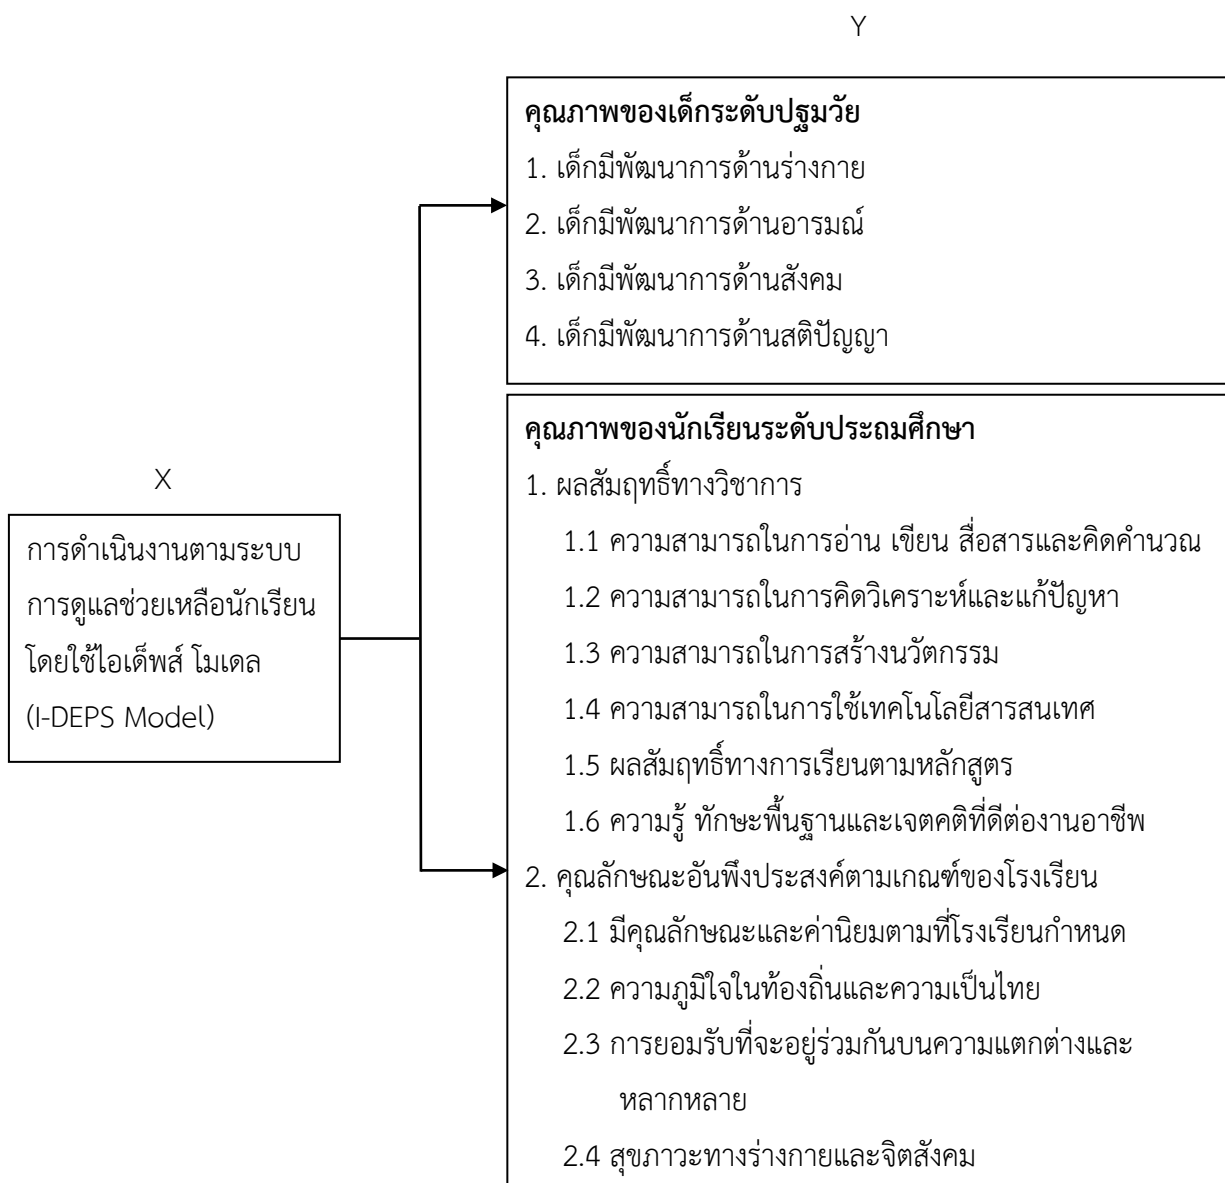 Y
คุณภาพของเด็กระดับปฐมวัย
1. เด็กมีพัฒนาการด้านร่างกาย
2. เด็กมีพัฒนาการด้านอารมณ์
3. เด็กมีพัฒนาการด้านสังคม
4. เด็กมีพัฒนาการด้านสติปัญญา
X
การดำเนินงานตามระบบ
การดูแลช่วยเหลือนักเรียน
โดยใช้ไอเด็พส์ โมเดล
(I-DEPS Model)
คุณภาพของนักเรียนระดับประถมศึกษา
1. ผลสัมฤทธิ์ทางวิชาการ
1.1 ความสามารถในการอ่าน เขียน สื่อสารและคิดคำนวณ
1.2 ความสามารถในการคิดวิเคราะห์และแก้ปัญหา
1.3 ความสามารถในการสร้างนวัตกรรม
1.4 ความสามารถในการใช้เทคโนโลยีสารสนเทศ
1.5 ผลสัมฤทธิ์ทางการเรียนตามหลักสูตร
1.6 ความรู้ ทักษะพื้นฐานและเจตคติที่ดีต่องานอาชีพ
2. คุณลักษณะอันพึงประสงค์ตามเกณฑ์ของโรงเรียน
2.1 มีคุณลักษณะและค่านิยมตามที่โรงเรียนกำหนด
2.2 ความภูมิใจในท้องถิ่นและความเป็นไทย
2.3 การยอมรับที่จะอยู่ร่วมกันบนความแตกต่างและ
หลากหลาย
2.4 สุขภาวะทางร่างกายและจิตสังคม